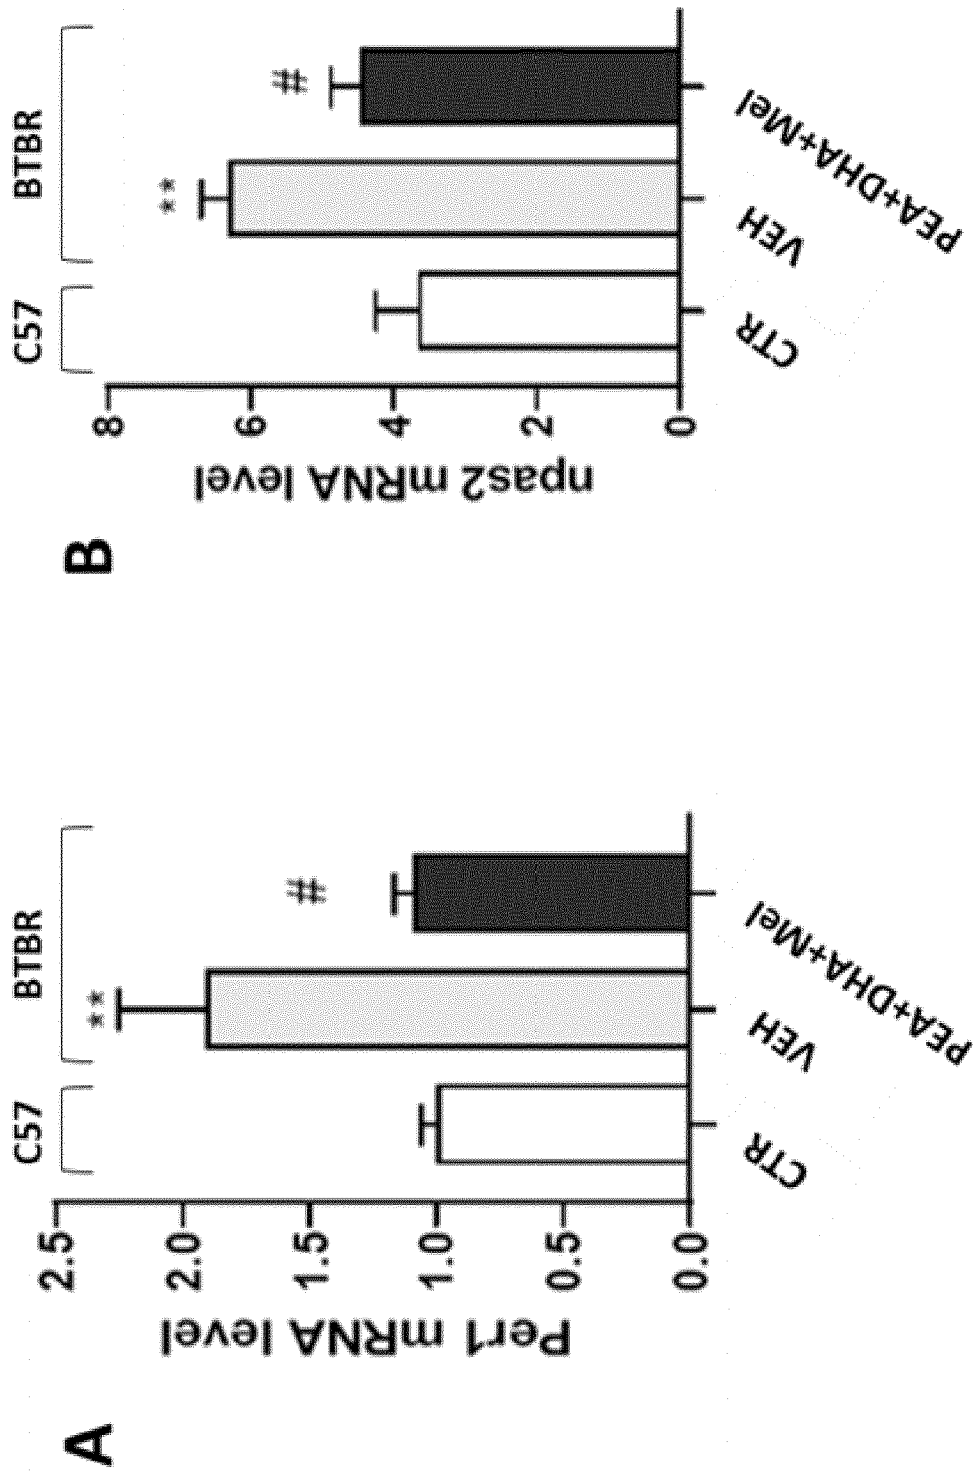 A
C57
BTBR
Per1 mRNA level
2.5
2.0
1.5
1.0
0.5
0.0
**
#
CTR
VEH
PEA+DHA+Mel
B
C57
BTBR
npas2 mRNA level
8
6
4
2
0
**
#
CTR
VEH
PEA+DHA+Mel